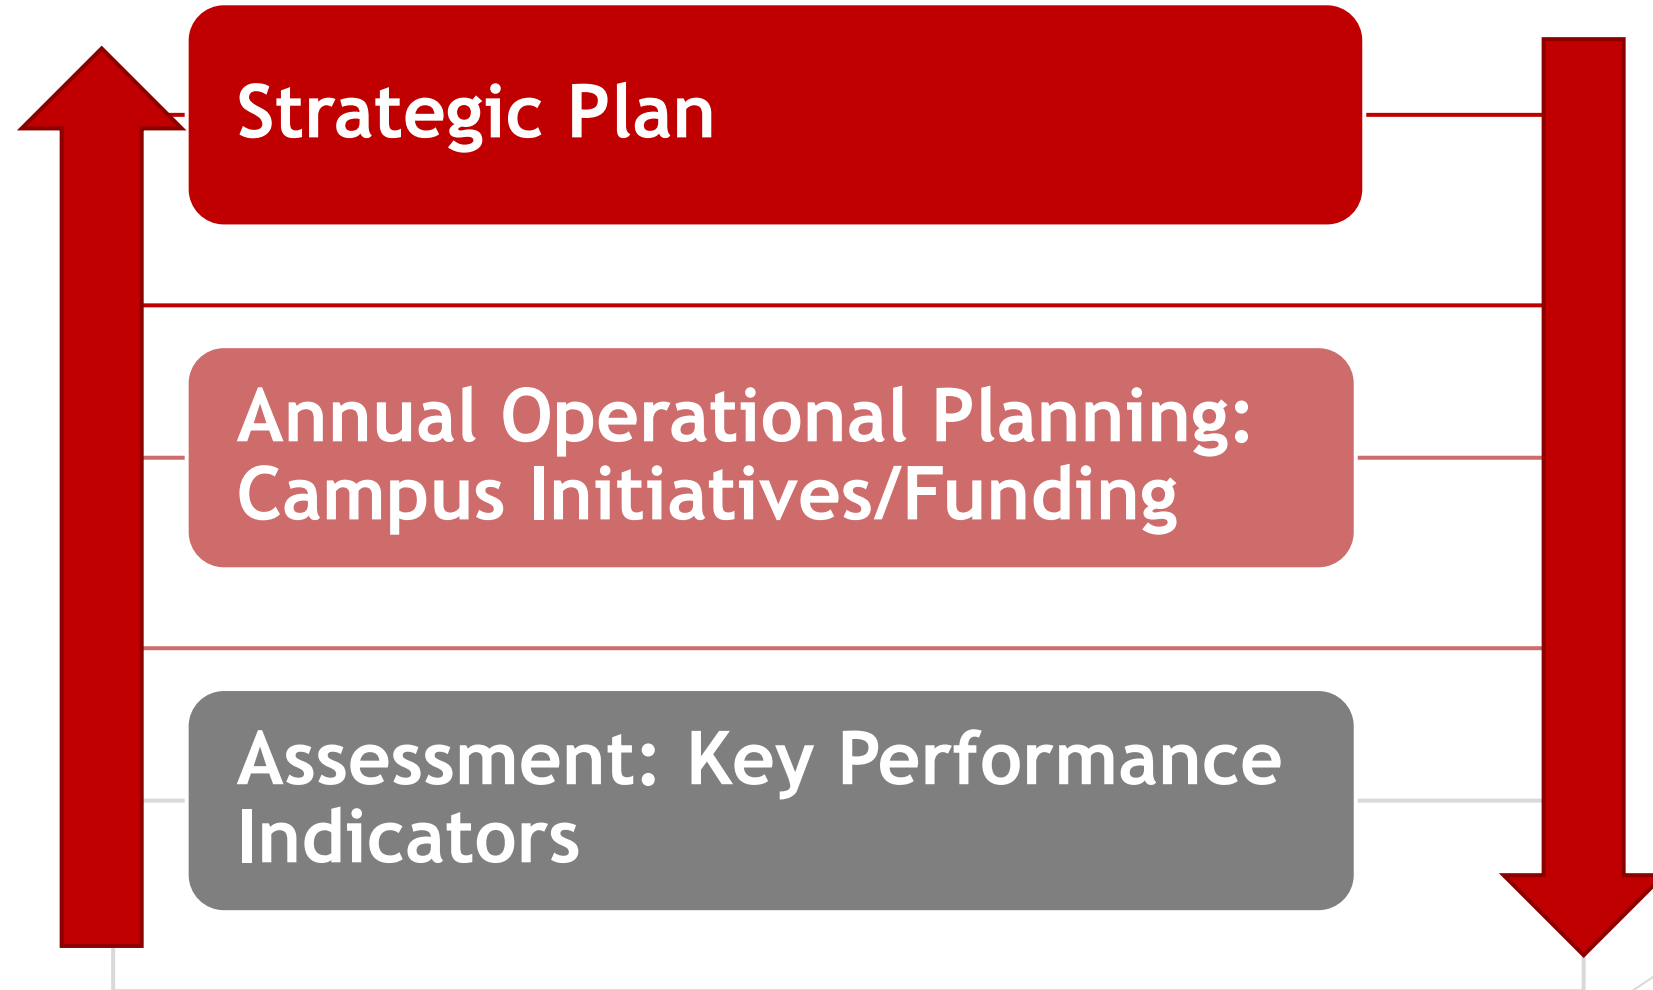 Strategic Plan
Annual Operational Planning:
Campus Initiatives/Funding
Assessment: Key Performance
Indicators